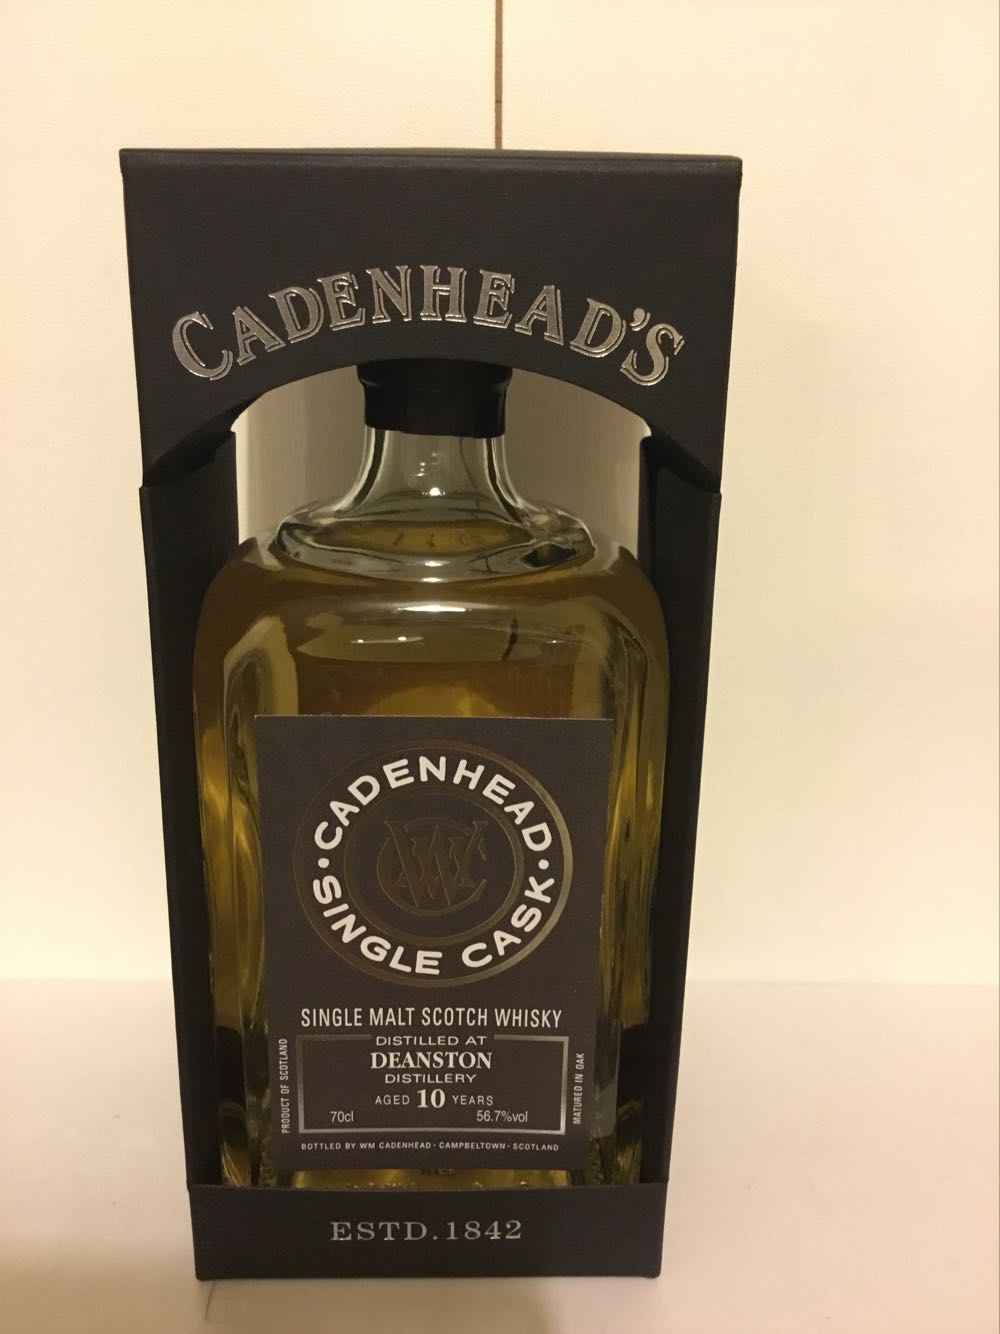 CADENHEAD'S
CADENHEAD
WC
· SINGLE CASK ·
SINGLE MALT SCOTCH WHISKY
DISTILLED AT
DEANSTON
DISTILLERY
AGED 10 YEARS
70cl 56.7%vol
PRODUCT OF SCOTLAND
MATURED IN OAK
BOTTLED BY WM CADENHEAD · CAMPBELTOWN · SCOTLAND
ESTD.1842